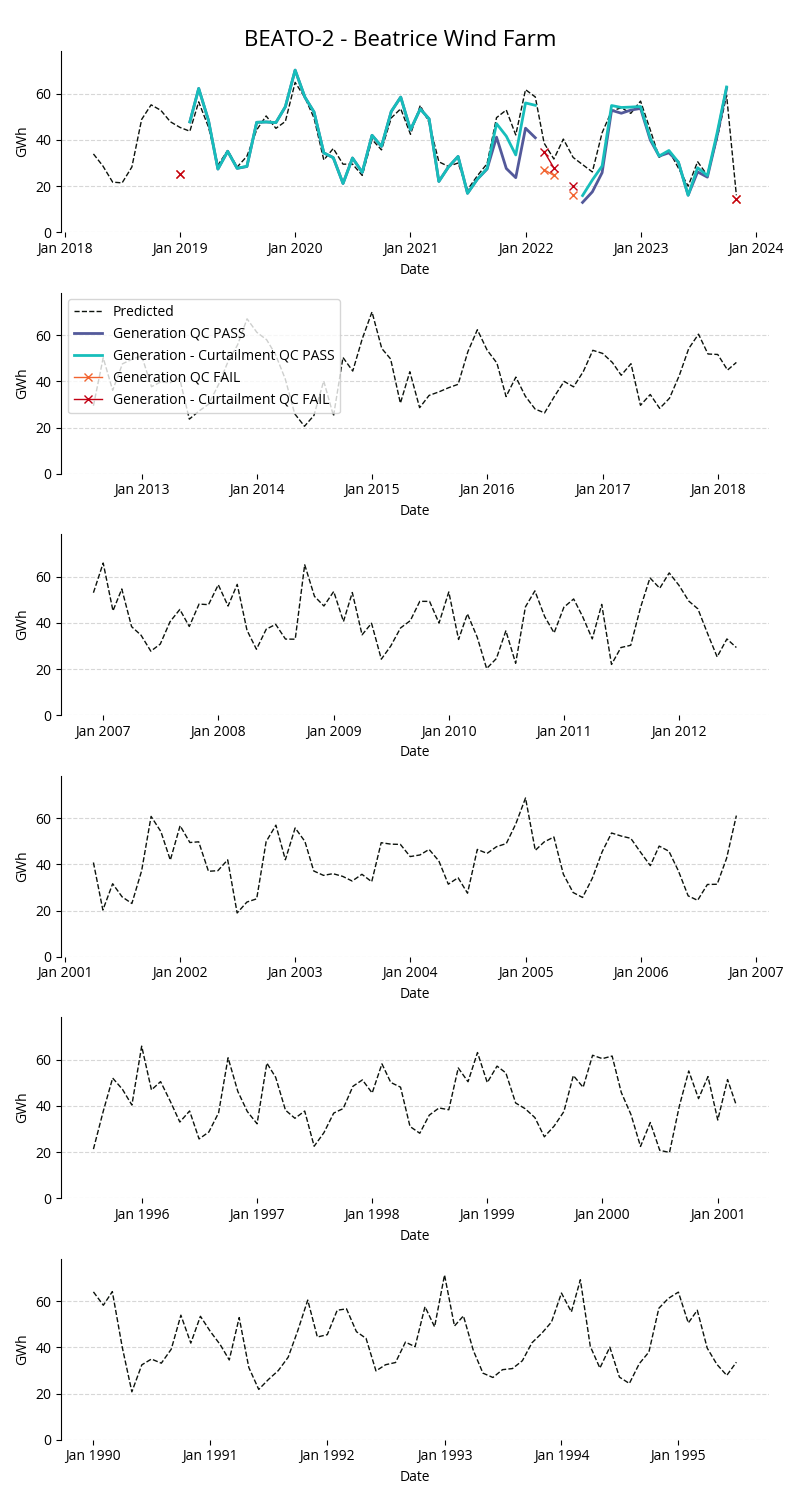 BEATO-2 - Beatrice Wind Farm
60
40
20
0
GWh
Jan 2018 Jan 2019 Jan 2020 Jan 2021 Jan 2022 Jan 2023 Jan 2024
Date
Predicted
Generation QC PASS
Generation - Curtailment QC PASS
Generation QC FAIL
Generation - Curtailment QC FAIL
60
40
20
0
GWh
Jan 2013 Jan 2014 Jan 2015 Jan 2016 Jan 2017 Jan 2018
Date
60
40
20
0
GWh
Jan 2007 Jan 2008 Jan 2009 Jan 2010 Jan 2011 Jan 2012
Date
60
40
20
0
GWh
Jan 2001 Jan 2002 Jan 2003 Jan 2004 Jan 2005 Jan 2006 Jan 2007
Date
60
40
20
0
GWh
Jan 1996 Jan 1997 Jan 1998 Jan 1999 Jan 2000 Jan 2001
Date
60
40
20
0
GWh
Jan 1990 Jan 1991 Jan 1992 Jan 1993 Jan 1994 Jan 1995
Date